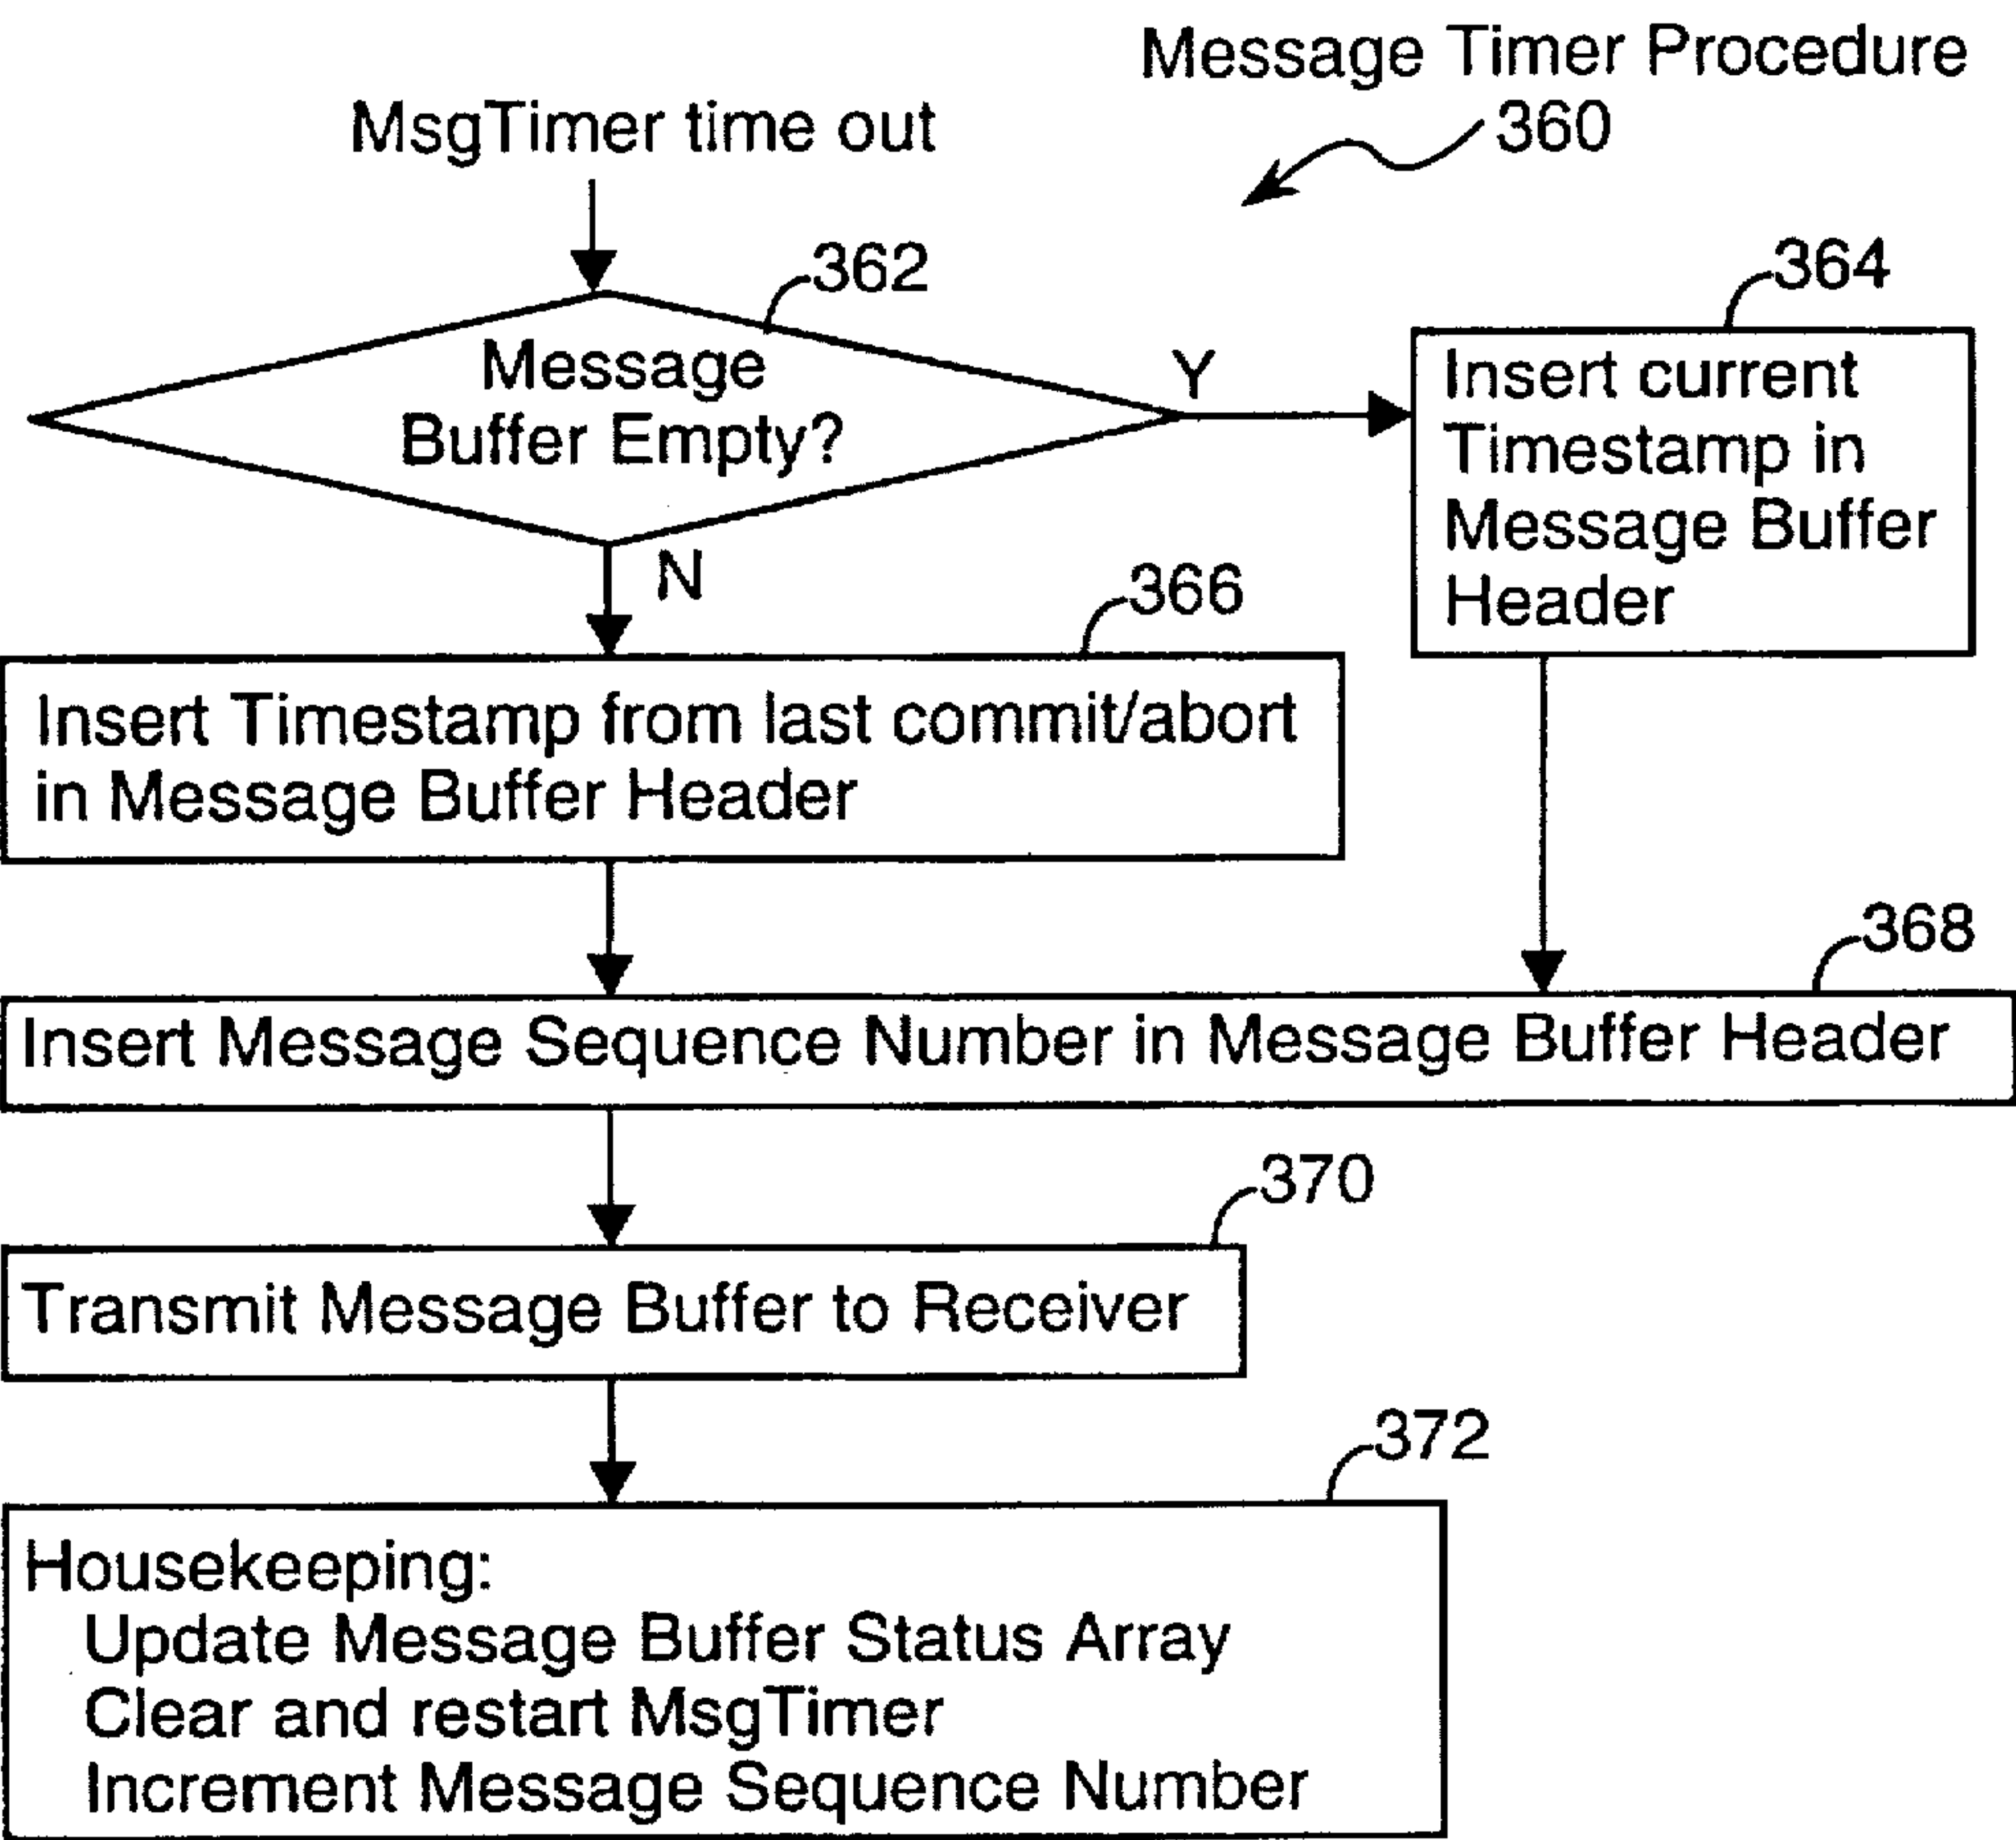 Message Timer Procedure
360
MsgTimer time out
362
Message
Buffer Empty?
Y
N
364
Insert current
Timestamp in
Message Buffer
Header
366
Insert Timestamp from last commit/abort
in Message Buffer Header
368
Insert Message Sequence Number in Message Buffer Header
370
Transmit Message Buffer to Receiver
372
Housekeeping:
Update Message Buffer Status Array
Clear and restart MsgTimer
Increment Message Sequence Number